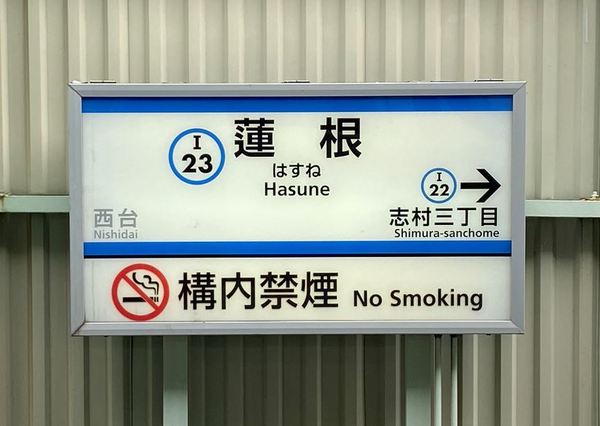 I
23
蓮根
はすね
Hasune
I
22
西台
Nishidai
志村三丁目
Shimura-sanchome
構内禁煙 No Smoking